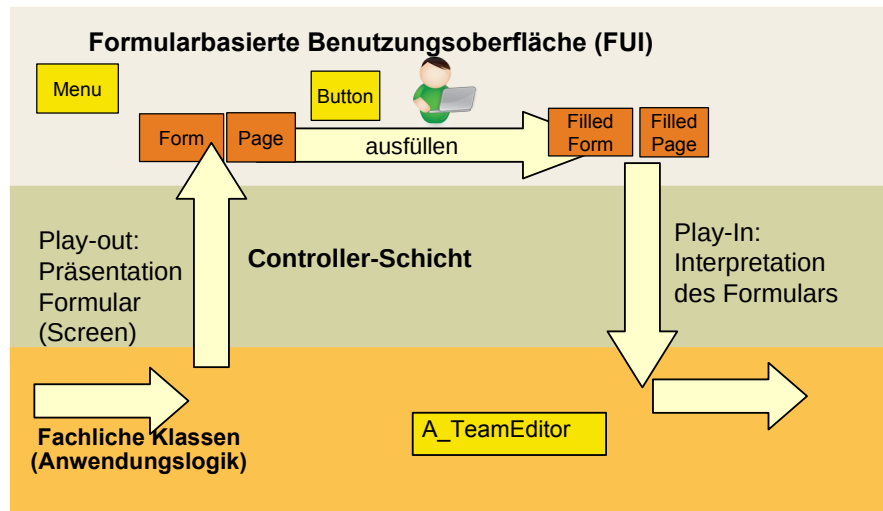 Formularbasierte Benutzungsoberfläche (FUI)
Menu
Button
Form
Page
ausfüllen
Filled
Form
Filled
Page
Play-out:
Präsentation
Formular
(Screen)
Controller-Schicht
Play-In:
Interpretation
des Formulars
Fachliche Klassen
(Anwendungslogik)
A_TeamEditor